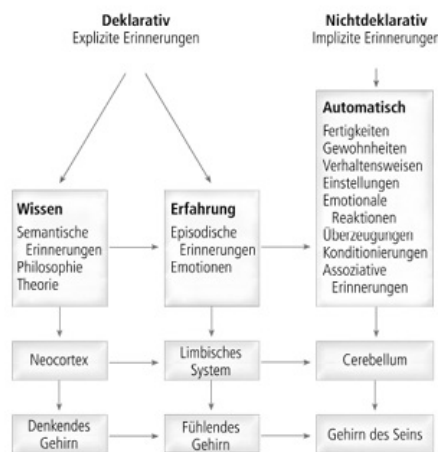 Deklarativ
Explizite Erinnerungen
Nichtdeklarativ
Implizite Erinnerungen
Wissen
Semantische
Erinnerungen
Philosophie
Theorie
Erfahrung
Episodische
Erinnerungen
Emotionen
Automatisch
Fertigkeiten
Gewohnheiten
Verhaltensweisen
Einstellungen
Emotionale
Reaktionen
Überzeugungen
Konditionierungen
Assoziative
Erinnerungen
Neocortex
Limbisches
System
Cerebellum
Denkendes
Gehirn
Fühlendes
Gehirn
Gehirn des Seins